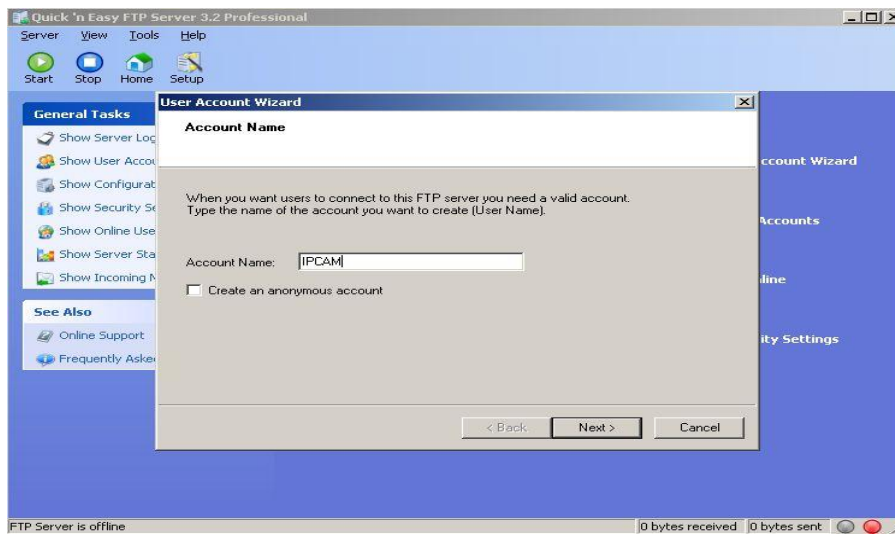 Quick 'n Easy FTP Server 3.2 Professional
Server View Tools Help
Start Stop Home Setup
General Tasks
Show Server Log
Show User Accou
Show Configurat
Show Security Se
Show Online Use
Show Server Sta
Show Incoming
See Also
Online Support
Frequently Aske
User Account Wizard
Account Name
When you want users to connect to this FTP server you need a valid account.
Type the name of the account you want to create (User Name).
Account Name: IPCAM
Create an anonymous account
< Back Next > Cancel
ccount Wizard
Accounts
line
ity Settings
FTP Server is offline
0 bytes received 0 bytes sent